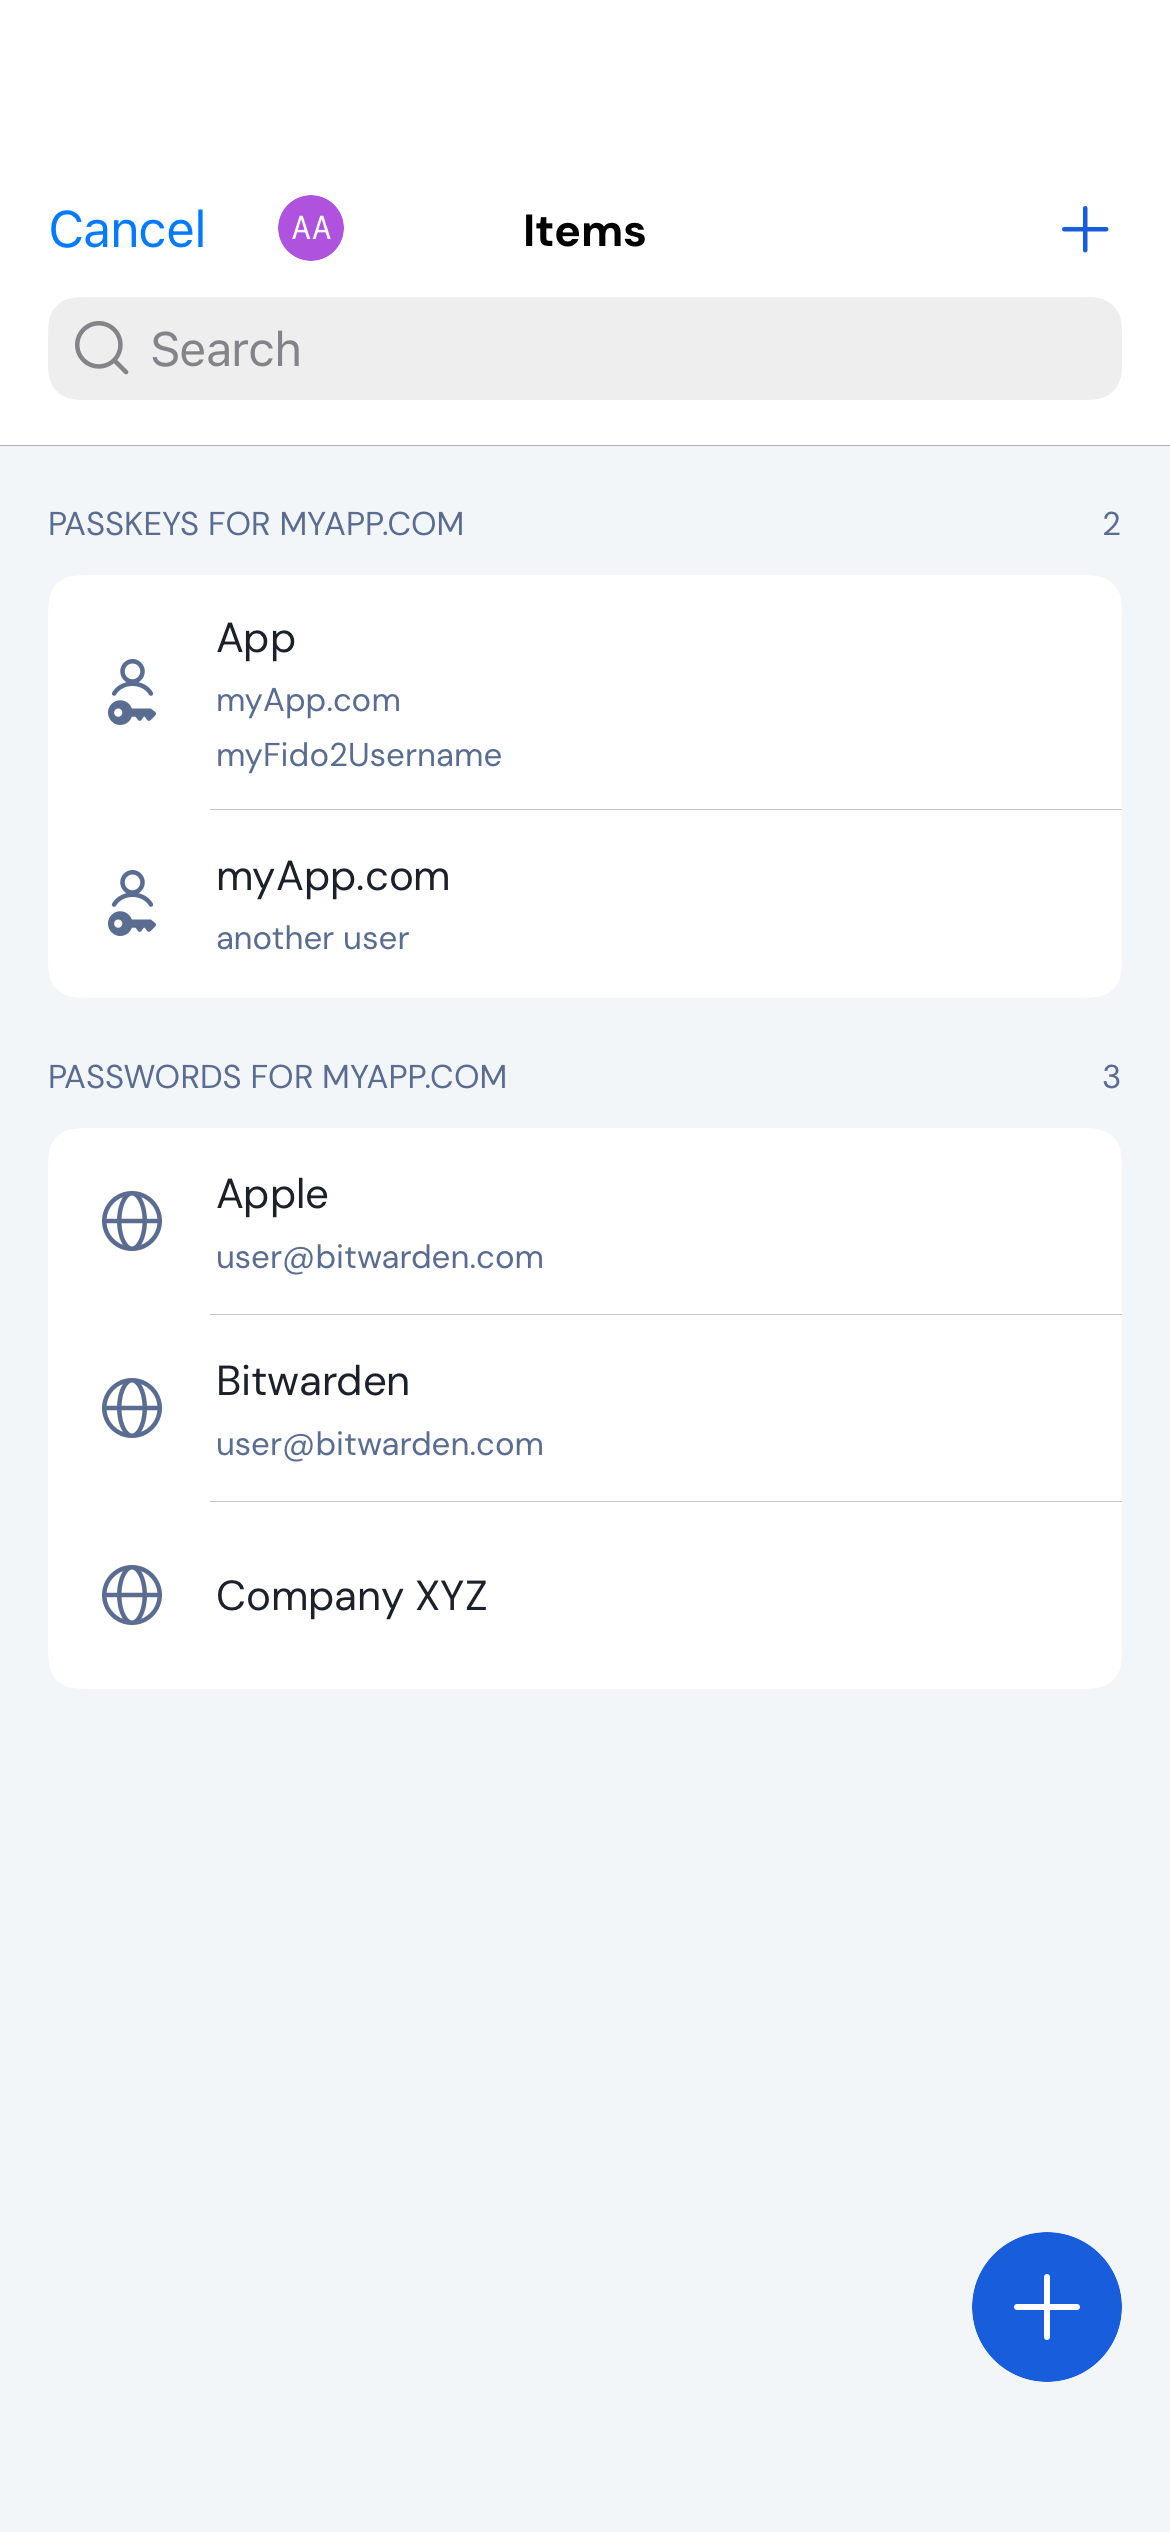 Cancel
AA
Items
Search
PASSKEYS FOR MYAPP.COM
2
App
myApp.com
myFido2Username
myApp.com
another user
PASSWORDS FOR MYAPP.COM
3
Apple
user@bitwarden.com
Bitwarden
user@bitwarden.com
Company XYZ